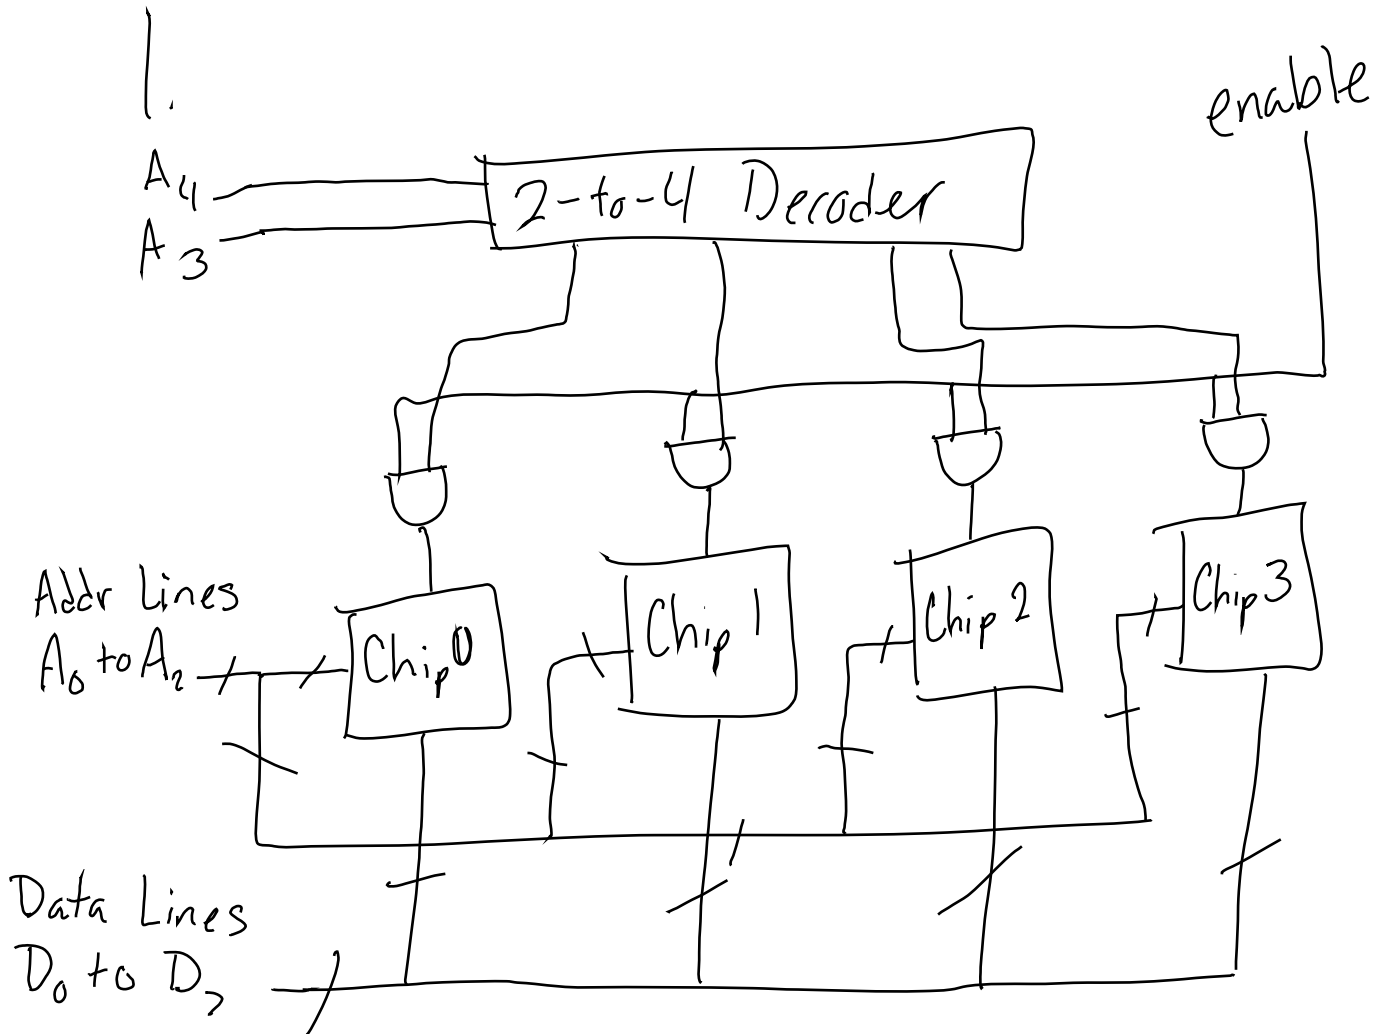 1.
enable
A4
2-to-4 Decoder
A3
Addr Lines
A0 to A2
Chip 0
Chip 1
Chip 2
Chip 3
Data Lines
D0 to D7